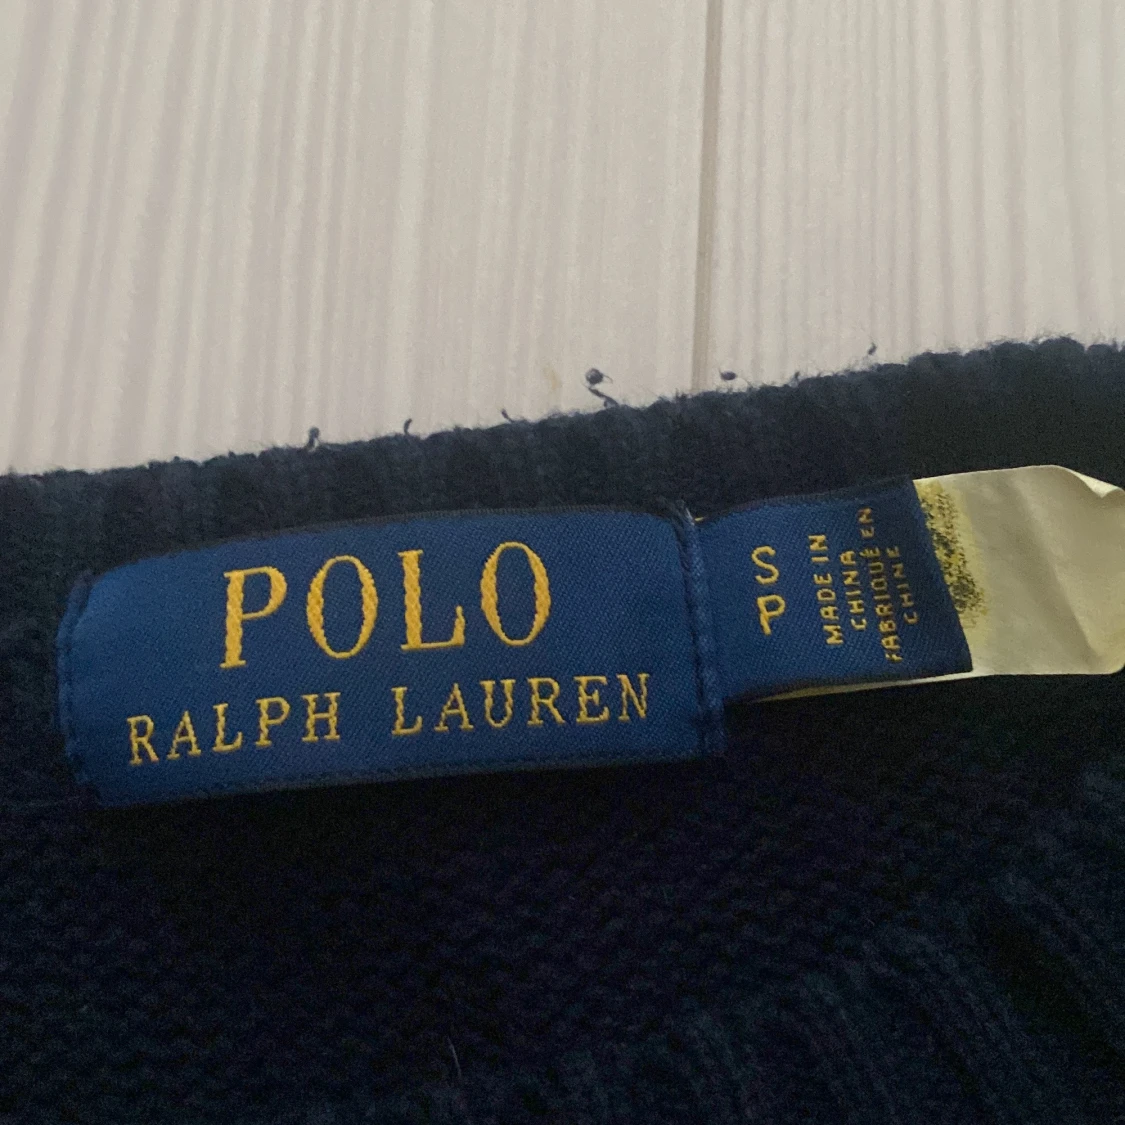 POLO
RALPH LAUREN
S
P
MADE IN
CHINA
FABRIQUÉ EN
CHINE